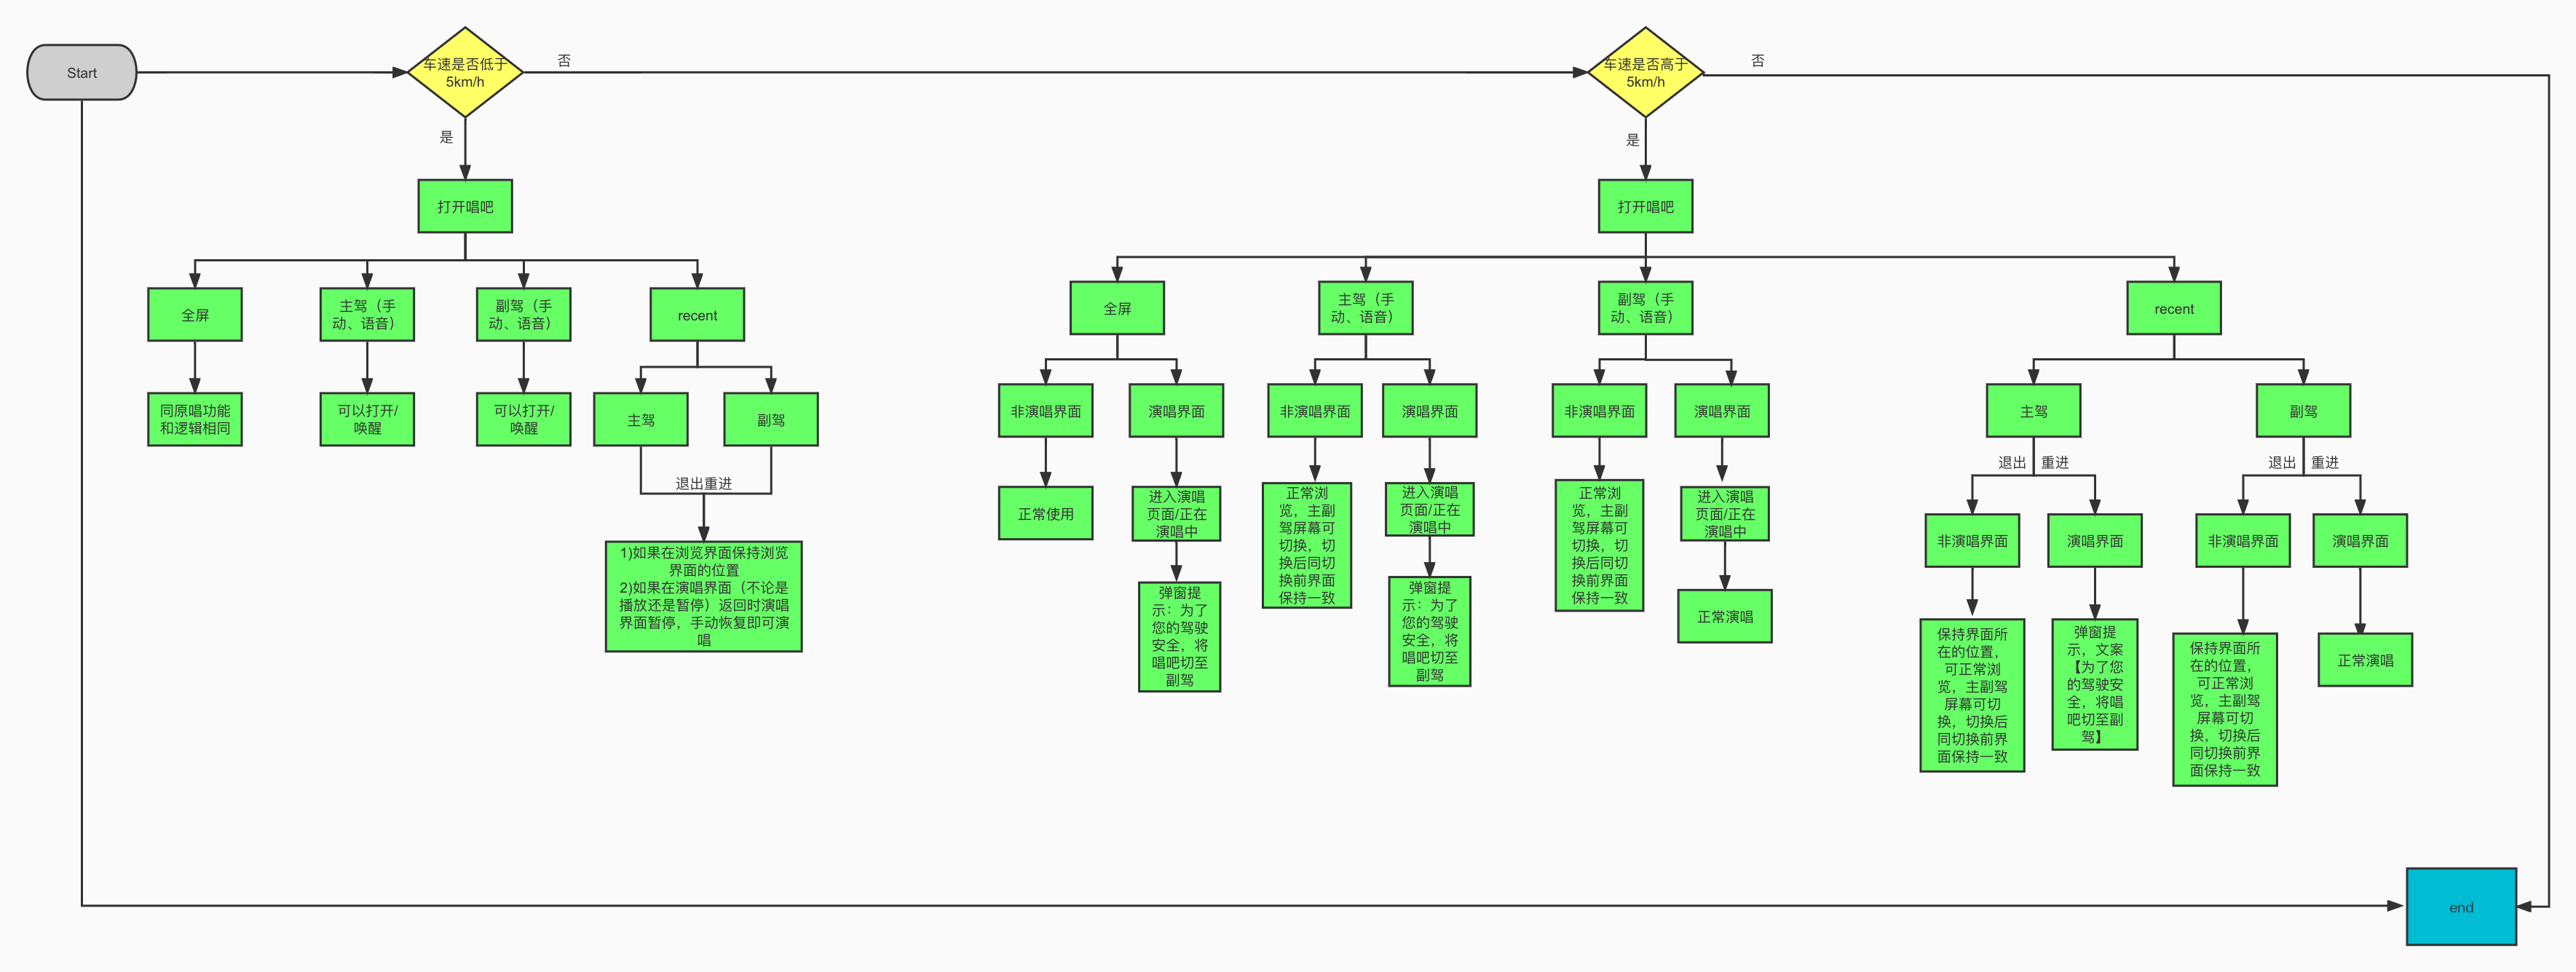 Start
车速是否低于
5km/h
否
车速是否高于
5km/h
否
是
是
打开唱吧
打开唱吧
全屏
主驾（手
动、语音）
副驾（手
动、语音）
recent
全屏
主驾（手
动、语音）
副驾（手
动、语音）
recent
同原唱功能
和逻辑相同
可以打开/
唤醒
可以打开/
唤醒
主驾
副驾
退出重进
1)如果在浏览界面保持浏览
界面的位置
2)如果在演唱界面（不论是
播放还是暂停）返回时演唱
界面暂停，手动恢复即可演
唱
非演唱界面
演唱界面
非演唱界面
演唱界面
非演唱界面
演唱界面
主驾
副驾
正常使用
进入演唱
页面/正在
演唱中
弹窗提
示：为了
您的驾驶
安全，将
唱吧切至
副驾
正常浏
览，主副
驾屏幕可
切换，切
换后同切
换前界面
保持一致
进入演唱
页面/正在
演唱中
弹窗提
示：为了
您的驾驶
安全，将
唱吧切至
副驾
正常浏
览，主副
驾屏幕可
切换，切
换后同切
换前界面
保持一致
进入演唱
页面/正在
演唱中
正常演唱
退出 重进
退出 重进
非演唱界面
演唱界面
非演唱界面
演唱界面
保持界面所
在的位置，
可正常浏
览，主副驾
屏幕可切
换，切换后
同切换前界
面保持一致
弹窗提
示，文案
【为了您
的驾驶安
全，将唱
吧切至副
驾】
保持界面所
在的位置，
可正常浏
览，主副驾
屏幕可切
换，切换后
同切换前界
面保持一致
正常演唱
end